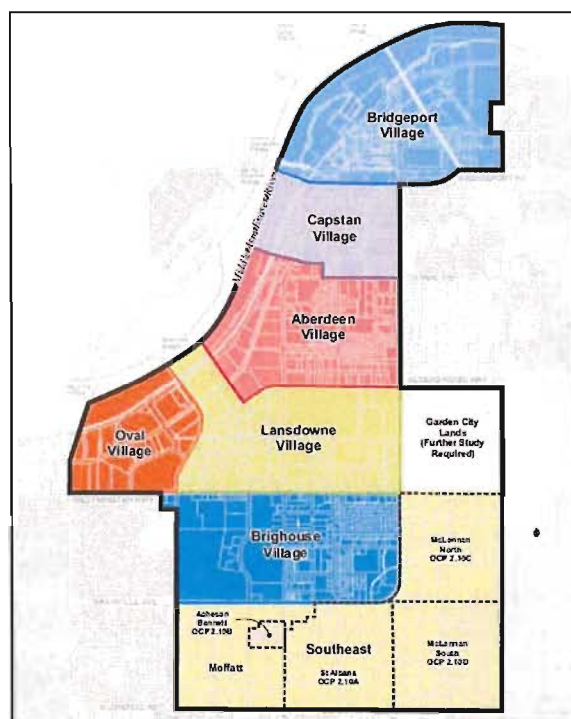 Bridgeport
Village
Capstan
Village
Aberdeen
Village
Oval
Village
Lansdowne
Village
Garden City
Lands
(Further Study
Required)
Brighouse
Village
McLennan
North
OCP 2.10C
Acheson
Bennett
OCP 2.10B
Moffatt
Southeast
St Albans
OCP 2.10A
McLennan
South
OCP 2.10D